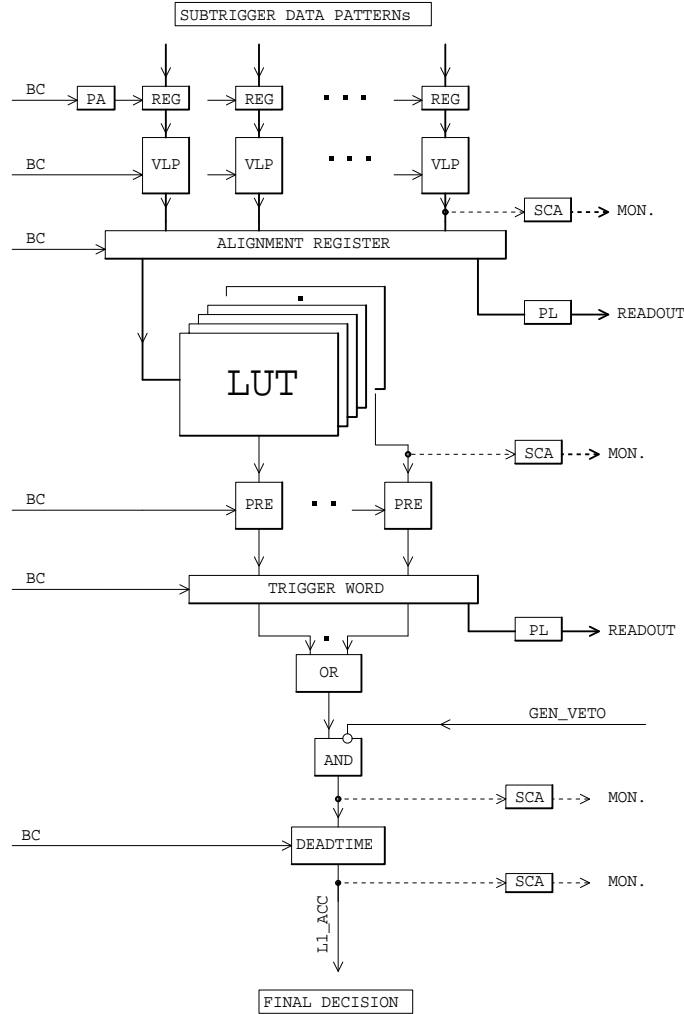 SUBTRIGGER DATA PATTERNs
BC
PA
REG
REG
REG
BC
VLP
VLP
VLP
SCA
MON.
BC
ALIGNMENT REGISTER
PL
READOUT
LUT
SCA
MON.
BC
PRE
PRE
BC
TRIGGER WORD
PL
READOUT
OR
GEN_VETO
AND
SCA
MON.
BC
DEADTIME
SCA
MON.
L1_ACC
FINAL DECISION